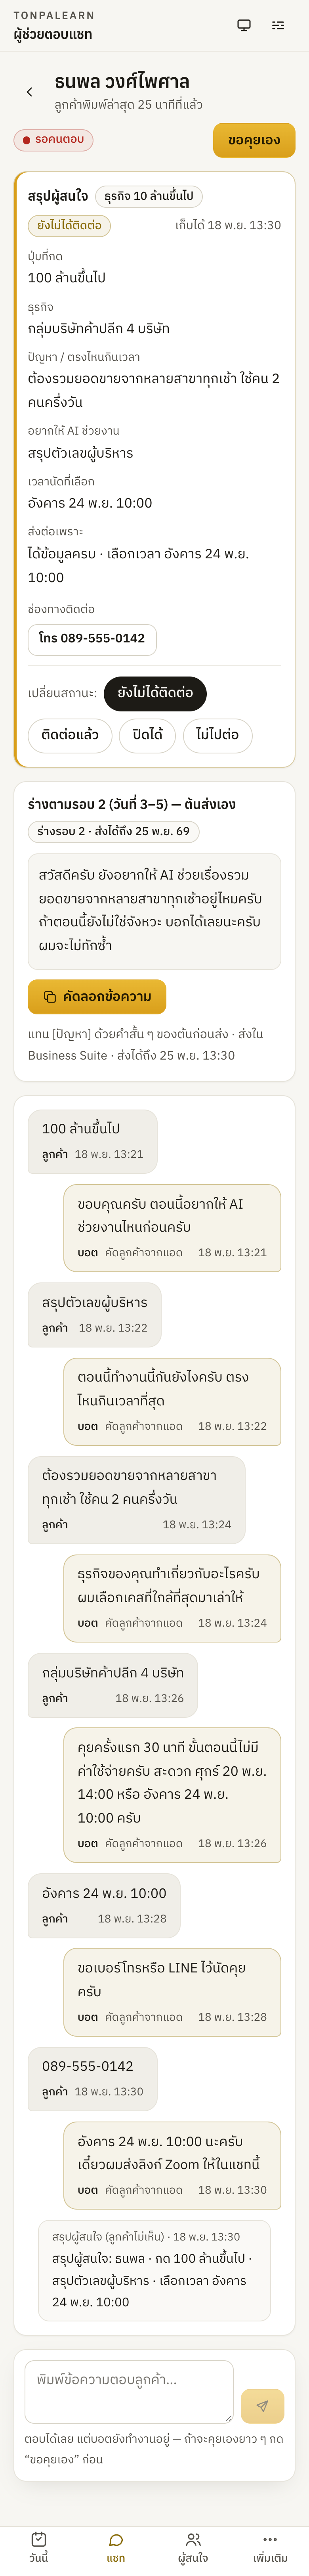 TONPALEARN
ผู้ช่วยตอบแชท
ธนพล วงศ์ไพศาล
ลูกค้าพิมพ์ล่าสุด 25 นาทีที่แล้ว
รอคนตอบ
ขอคุยเอง
สรุปผู้สนใจ
ธุรกิจ 10 ล้านขึ้นไป
ยังไม่ได้ติดต่อ
เก็บได้ 18 พ.ย. 13:30
ปุ่มที่กด
100 ล้านขึ้นไป
ธุรกิจ
กลุ่มบริษัทค้าปลีก 4 บริษัท
ปัญหา / ตรงไหนกินเวลา
ต้องรวมยอดขายจากหลายสาขาทุกเช้า ใช้คน 2
คนครึ่งวัน
อยากให้ AI ช่วยงาน
สรุปตัวเลขผู้บริหาร
เวลานัดที่เลือก
อังคาร 24 พ.ย. 10:00
ส่งต่อเพราะ
ได้ข้อมูลครบ · เลือกเวลา อังคาร 24 พ.ย.
10:00
ช่องทางติดต่อ
โทร 089-555-0142
เปลี่ยนสถานะ:
ยังไม่ได้ติดต่อ
ติดต่อแล้ว
ปิดได้
ไม่ไปต่อ
ร่างตามรอบ 2 (วันที่ 3–5) — ต้นส่งเอง
ร่างรอบ 2 · ส่งได้ถึง 25 พ.ย. 69
สวัสดีครับ ยังอยากให้ AI ช่วยเรื่องรวม
ยอดขายจากหลายสาขาทุกเช้าอยู่ไหมครับ
ถ้าตอนนี้ยังไม่ใช่จังหวะ บอกได้เลยนะครับ
ผมจะไม่ทักซ้ำ
คัดลอกข้อความ
แทน [ปัญหา] ด้วยคำสั้น ๆ ของต้นก่อนส่ง · ส่งใน
Business Suite · ส่งได้ถึง 25 พ.ย. 13:30
100 ล้านขึ้นไป
ลูกค้า 18 พ.ย. 13:21
ขอบคุณครับ ตอนนี้อยากให้ AI
ช่วยงานไหนก่อนครับ
บอต คัดลูกค้าจากแอด 18 พ.ย. 13:21
สรุปตัวเลขผู้บริหาร
ลูกค้า 18 พ.ย. 13:22
ตอนนี้ทำงานนี้กันยังไงครับ ตรง
ไหนกินเวลาที่สุด
บอต คัดลูกค้าจากแอด 18 พ.ย. 13:22
ต้องรวมยอดขายจากหลายสาขา
ทุกเช้า ใช้คน 2 คนครึ่งวัน
ลูกค้า 18 พ.ย. 13:24
ธุรกิจของคุณทำเกี่ยวกับอะไรครับ
ผมเลือกเคสที่ใกล้ที่สุดมาเล่าให้
บอต คัดลูกค้าจากแอด 18 พ.ย. 13:24
กลุ่มบริษัทค้าปลีก 4 บริษัท
ลูกค้า 18 พ.ย. 13:26
คุยครั้งแรก 30 นาที ขั้นตอนนี้ไม่มี
ค่าใช้จ่ายครับ สะดวก ศุกร์ 20 พ.ย.
14:00 หรือ อังคาร 24 พ.ย.
10:00 ครับ
บอต คัดลูกค้าจากแอด 18 พ.ย. 13:26
อังคาร 24 พ.ย. 10:00
ลูกค้า 18 พ.ย. 13:28
ขอเบอร์โทรหรือ LINE ไว้นัดคุย
ครับ
บอต คัดลูกค้าจากแอด 18 พ.ย. 13:28
089-555-0142
ลูกค้า 18 พ.ย. 13:30
อังคาร 24 พ.ย. 10:00 นะครับ
เดี๋ยวผมส่งลิงก์ Zoom ให้ในแชทนี้
บอต คัดลูกค้าจากแอด 18 พ.ย. 13:30
สรุปผู้สนใจ (ลูกค้าไม่เห็น) · 18 พ.ย. 13:30
สรุปผู้สนใจ: ธนพล · กด 100 ล้านขึ้นไป ·
สรุปตัวเลขผู้บริหาร · เลือกเวลา อังคาร
24 พ.ย. 10:00
พิมพ์ข้อความตอบลูกค้า...
ตอบได้เลย แต่บอตยังทำงานอยู่ — ถ้าจะคุยเองยาว ๆ กด
“ขอคุยเอง” ก่อน
วันนี้
แชท
ผู้สนใจ
เพิ่มเติม